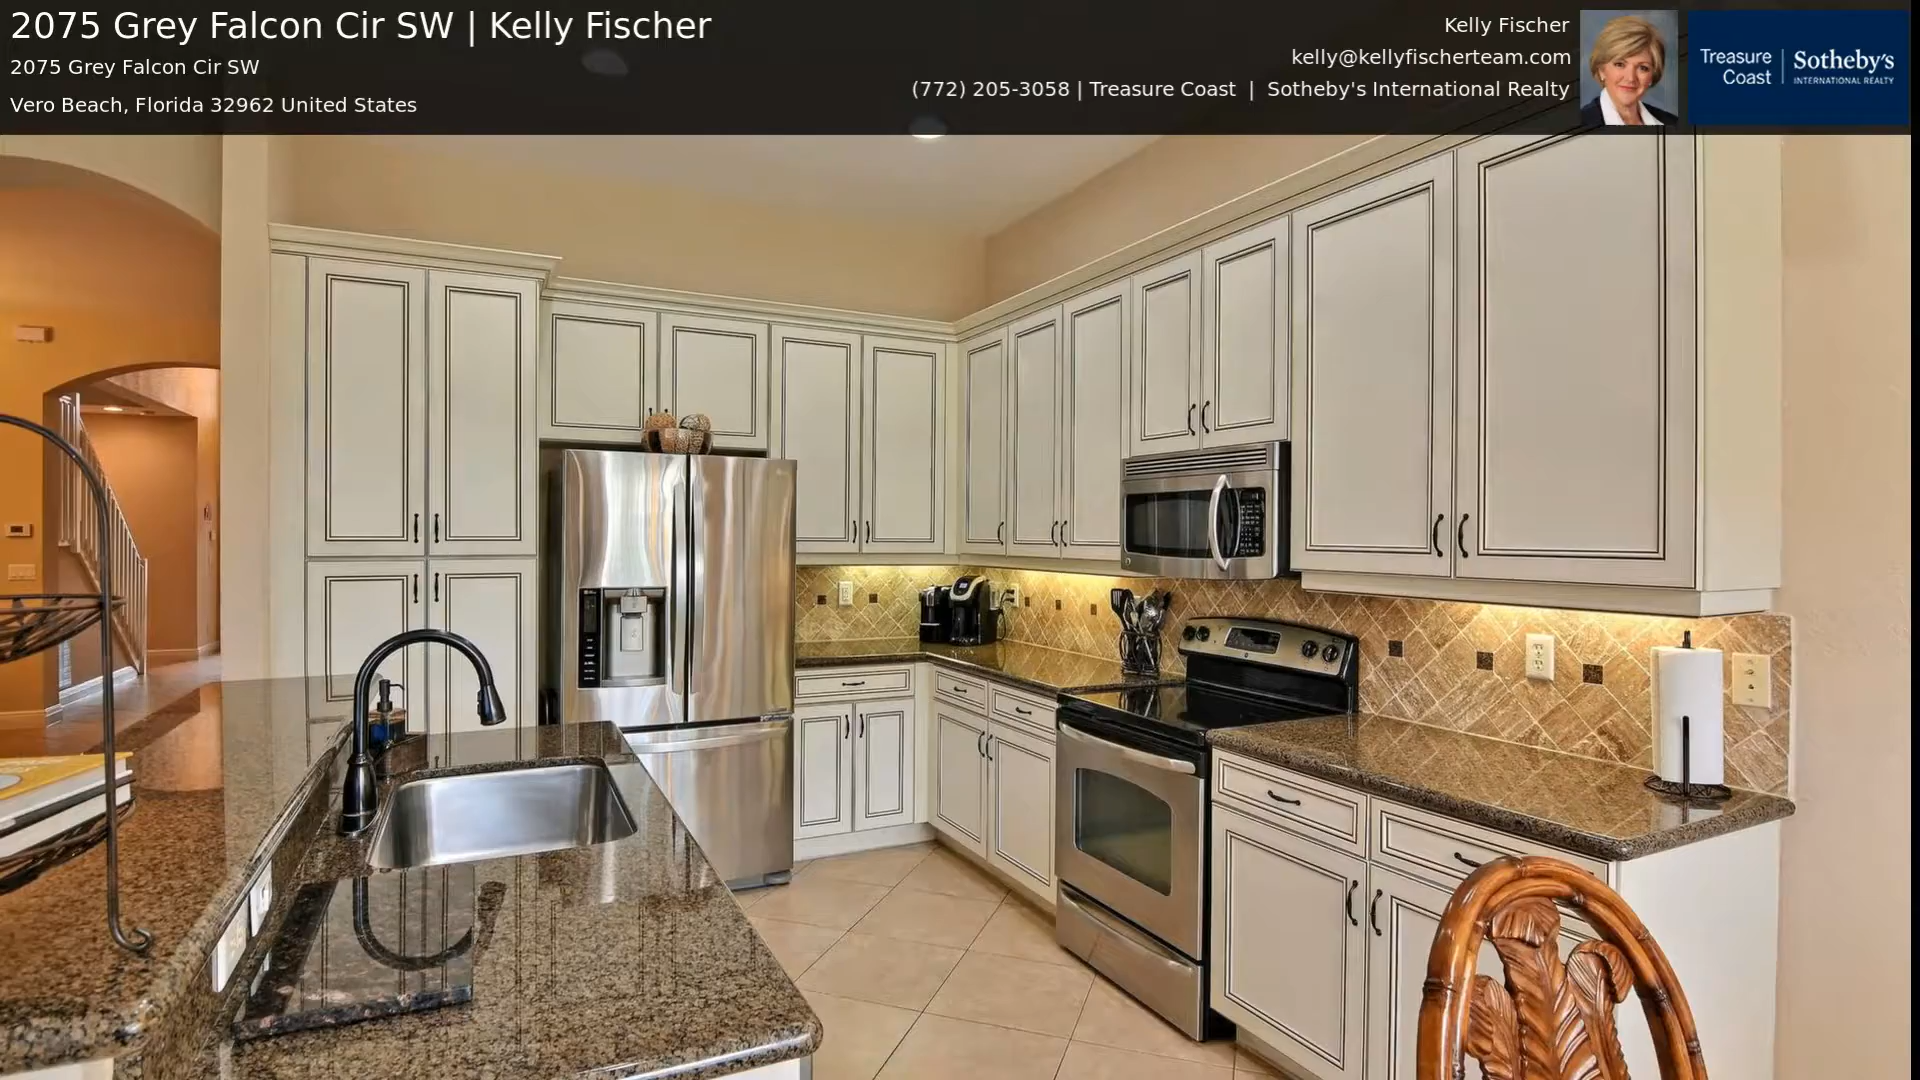 2075 Grey Falcon Cir SW | Kelly Fischer
2075 Grey Falcon Cir SW
Vero Beach, Florida 32962 United States
Kelly Fischer
kelly@kellyfischerteam.com
(772) 205-3058 | Treasure Coast | Sotheby's International Realty
Treasure Coast
Sotheby's
INTERNATIONAL REALTY